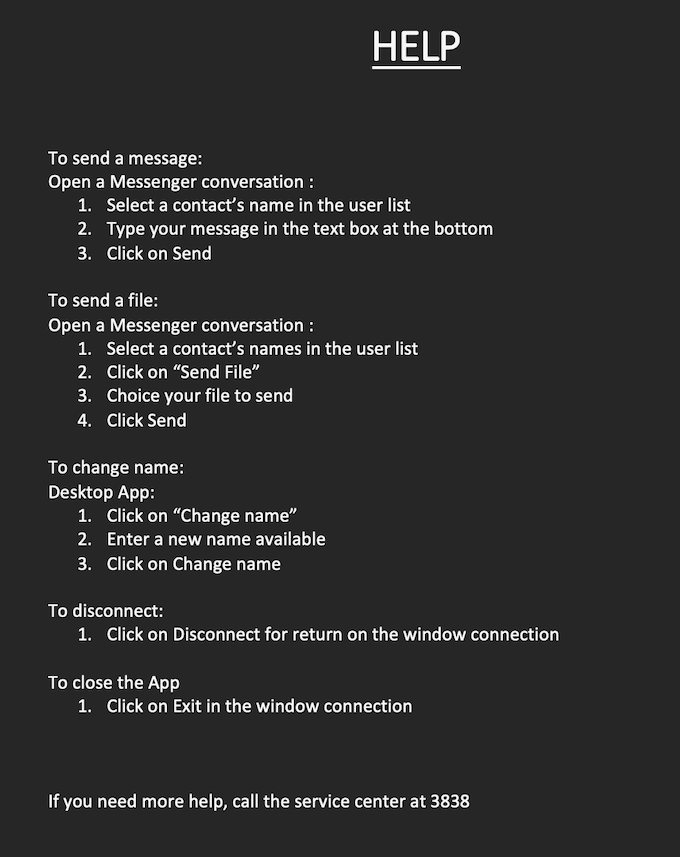 HELP
To send a message:
Open a Messenger conversation :
1. Select a contact’s name in the user list
2. Type your message in the text box at the bottom
3. Click on Send
To send a file:
Open a Messenger conversation :
1. Select a contact’s names in the user list
2. Click on “Send File”
3. Choice your file to send
4. Click Send
To change name:
Desktop App:
1. Click on “Change name”
2. Enter a new name available
3. Click on Change name
To disconnect:
1. Click on Disconnect for return on the window connection
To close the App
1. Click on Exit in the window connection
If you need more help, call the service center at 3838